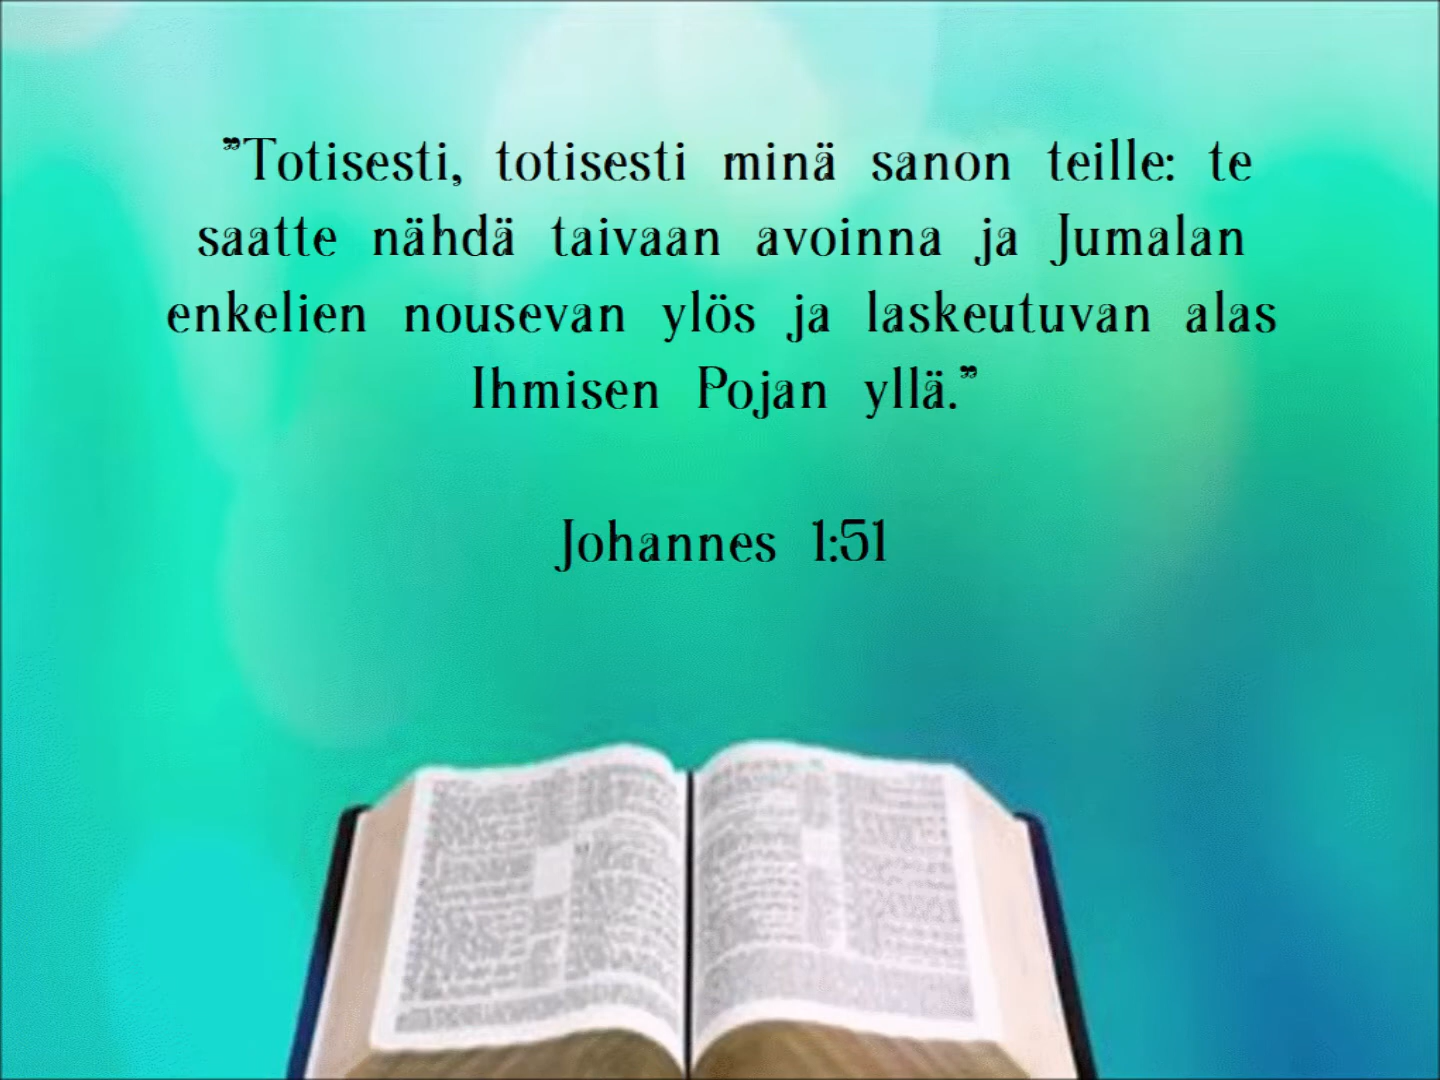 ”Totisesti, totisesti minä sanon teille: te
saatte nähdä taivaan avoinna ja Jumalan
enkelien nousevan ylös ja laskeutuvan alas
Ihmisen Pojan yllä.”
Johannes 1:51